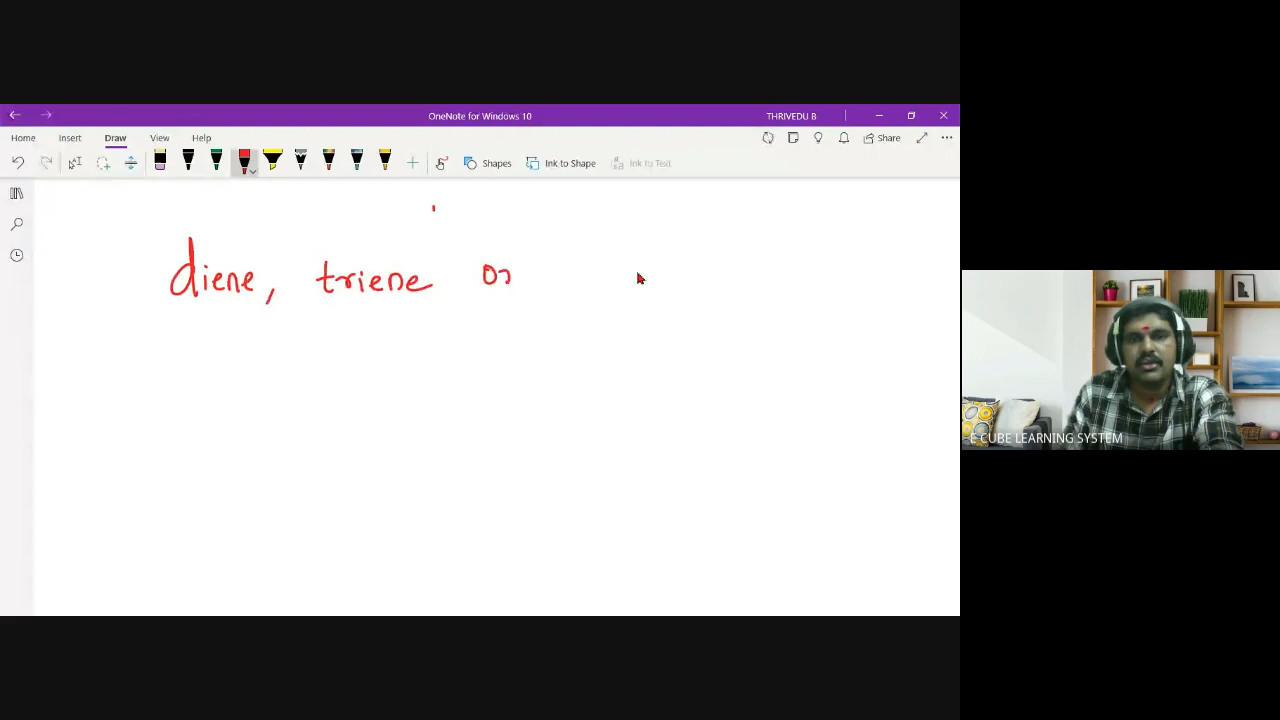 OneNote for Windows 10
THRIVEDU B
Home Insert Draw View Help
Share
Shapes Ink to Shape Ink to Text
diene, triene or
E CUBE LEARNING SYSTEM